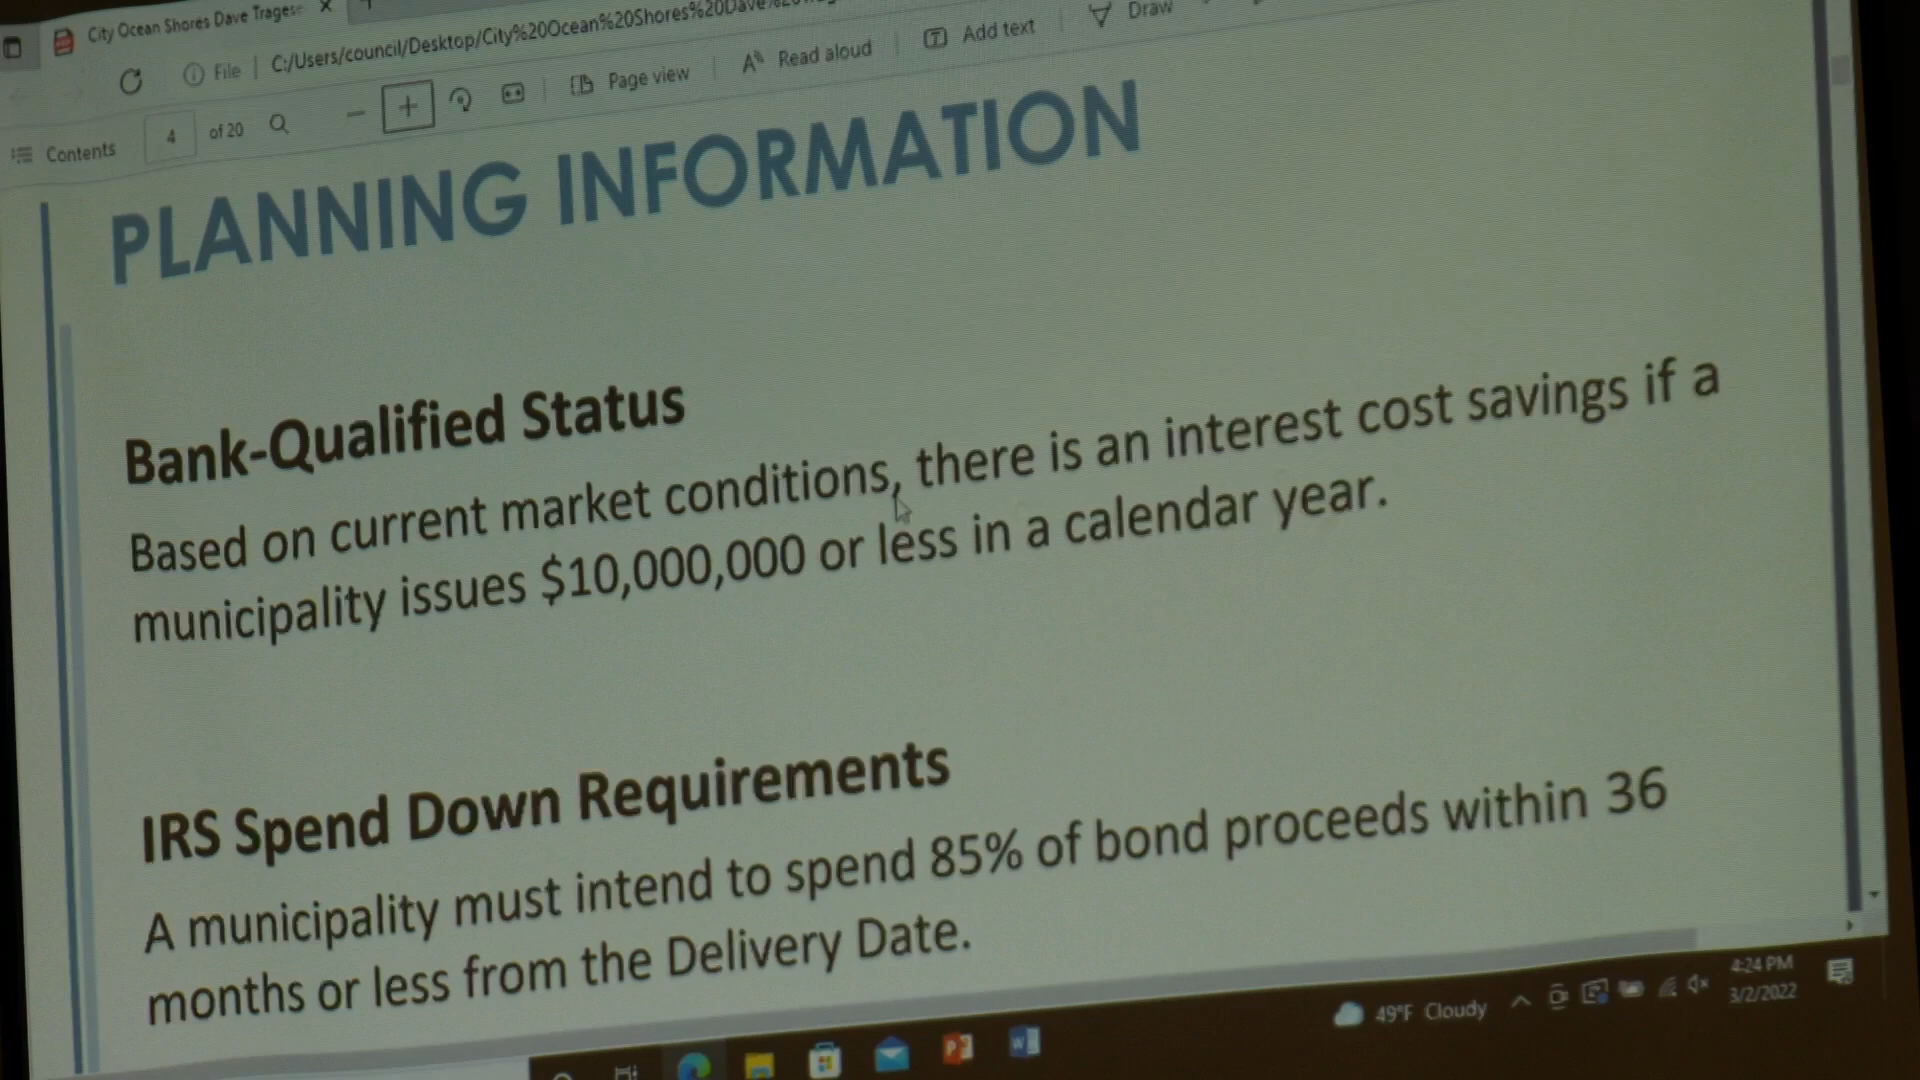 City Ocean Shores Dave Tragese
File
C:/Users/council/Desktop/City%20Ocean%20Shores%20Dave
Contents
4 of 20
Page view
Read aloud
Add text
Draw
PLANNING INFORMATION
Bank-Qualified Status
Based on current market conditions, there is an interest cost savings if a
municipality issues $10,000,000 or less in a calendar year.
IRS Spend Down Requirements
A municipality must intend to spend 85% of bond proceeds within 36
months or less from the Delivery Date.
49°F Cloudy
4:24 PM
3/2/2022